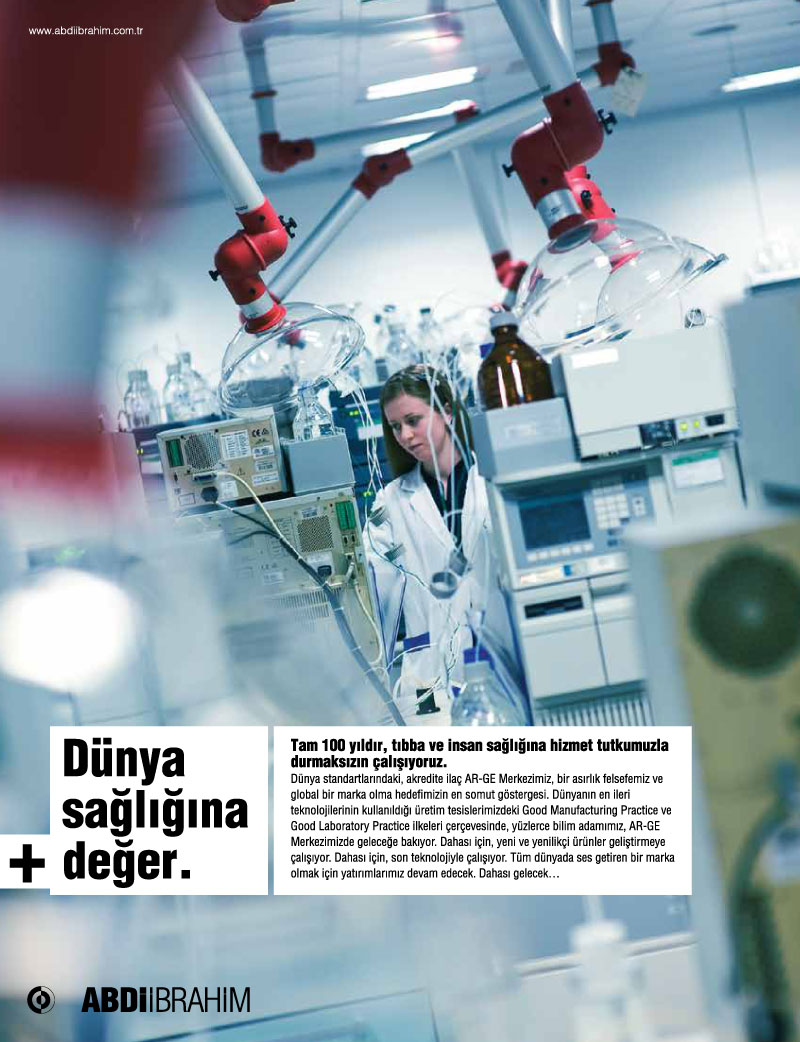 www.abdiibrahim.com.tr
Dünya
sağlığına
+ değer.
Tam 100 yıldır, tıbba ve insan sağlığına hizmet tutkumuzla
durmaksızın çalışıyoruz.
Dünya standartlarındaki, akredite ilaç AR-GE Merkezimiz, bir asırlık felsefemiz ve
global bir marka olma hedefimizin en somut göstergesi. Dünyanın en ileri
teknolojilerinin kullanıldığı üretim tesislerimizdeki Good Manufacturing Practice ve
Good Laboratory Practice ilkeleri çerçevesinde, yüzlerce bilim adamımız, AR-GE
Merkezimizde geleceğe bakıyor. Dahası için, yeni ve yenilikçi ürünler geliştirmeye
çalışıyor. Dahası için, son teknolojiyle çalışıyor. Tüm dünyada ses getiren bir marka
olmak için yatırımlarımız devam edecek. Dahası gelecek…
ABDİİBRAHİM